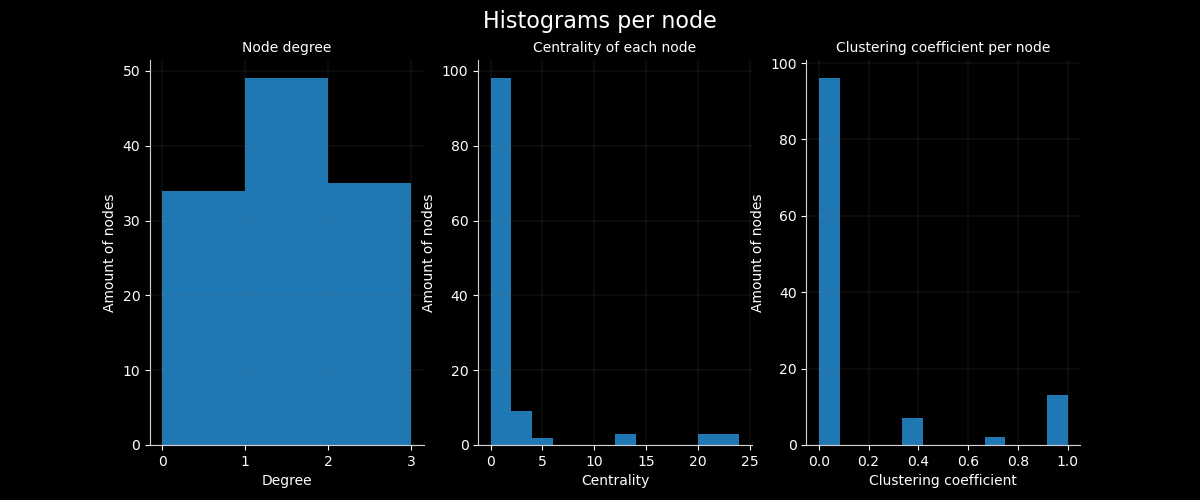 Histograms per node
Node degree
Amount of nodes
50
40
30
20
10
0
0 1 2 3
Degree
Centrality of each node
Amount of nodes
100
80
60
40
20
0
0 5 10 15 20 25
Centrality
Clustering coefficient per node
Amount of nodes
100
80
60
40
20
0
0.0 0.2 0.4 0.6 0.8 1.0
Clustering coefficient